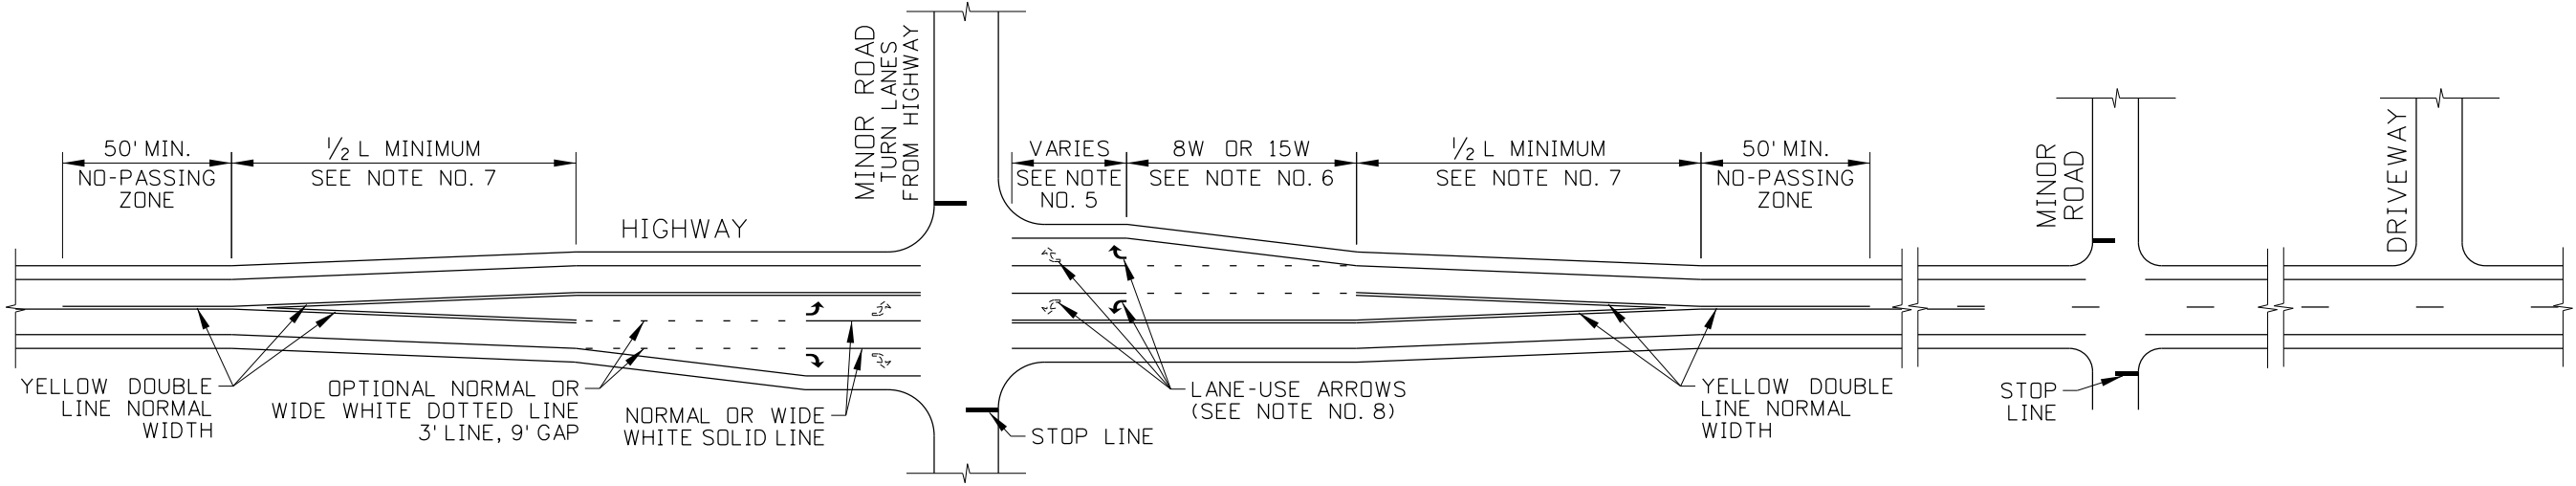 50' MIN.
NO-PASSING
ZONE
½ L MINIMUM
SEE NOTE NO. 7
HIGHWAY
MINOR ROAD
TURN LANES
FROM HIGHWAY
VARIES
SEE NOTE
NO. 5
8W OR 15W
SEE NOTE NO. 6
½ L MINIMUM
SEE NOTE NO. 7
50' MIN.
NO-PASSING
ZONE
MINOR
ROAD
DRIVEWAY
YELLOW DOUBLE
LINE NORMAL
WIDTH
OPTIONAL NORMAL OR
WIDE WHITE DOTTED LINE
3' LINE, 9' GAP
NORMAL OR WIDE
WHITE SOLID LINE
STOP LINE
LANE-USE ARROWS
(SEE NOTE NO. 8)
YELLOW DOUBLE
LINE NORMAL
WIDTH
STOP
LINE